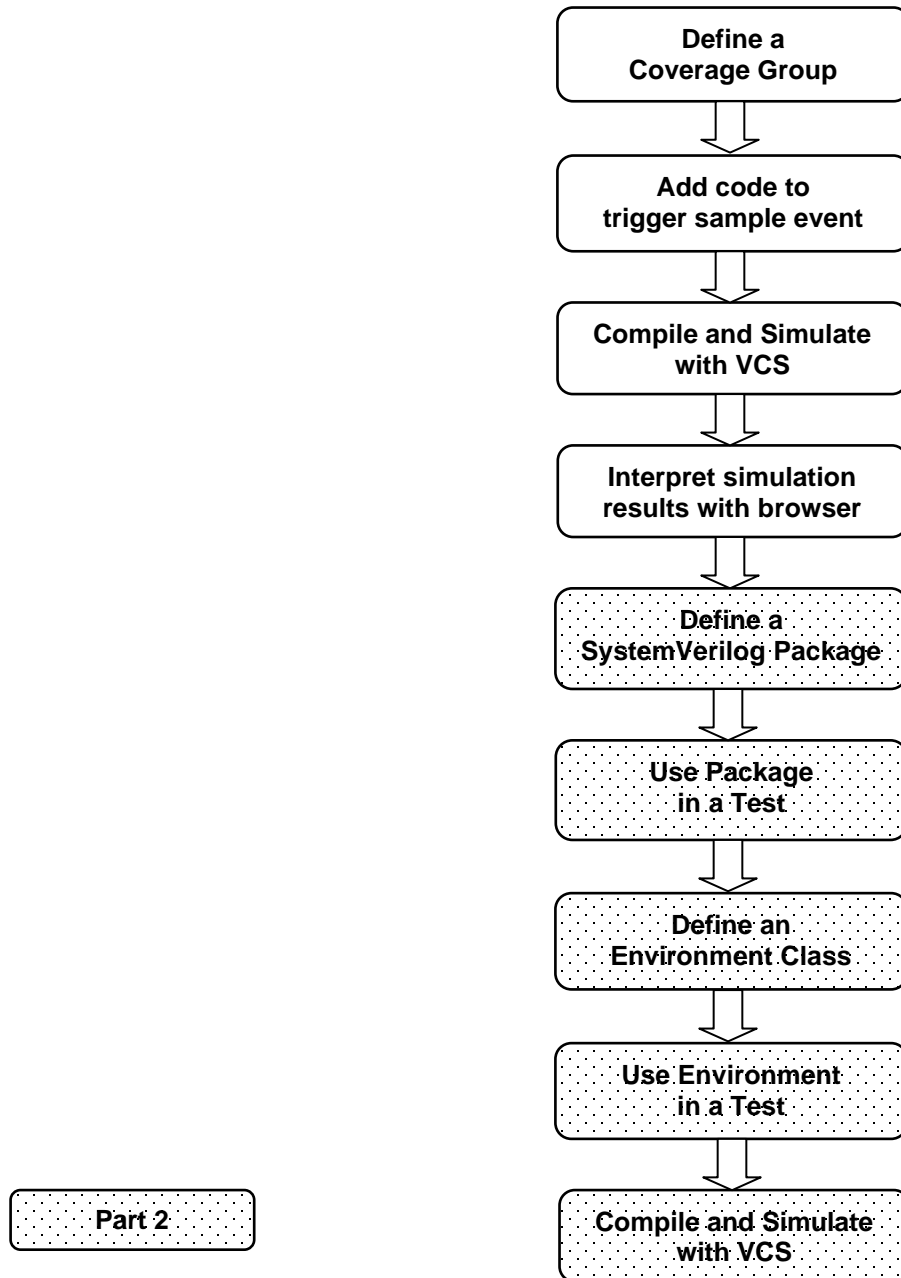 Define a
Coverage Group
Add code to
trigger sample event
Compile and Simulate
with VCS
Interpret simulation
results with browser
Define a
SystemVerilog Package
Use Package
in a Test
Define an
Environment Class
Use Environment
in a Test
Part 2
Compile and Simulate
with VCS